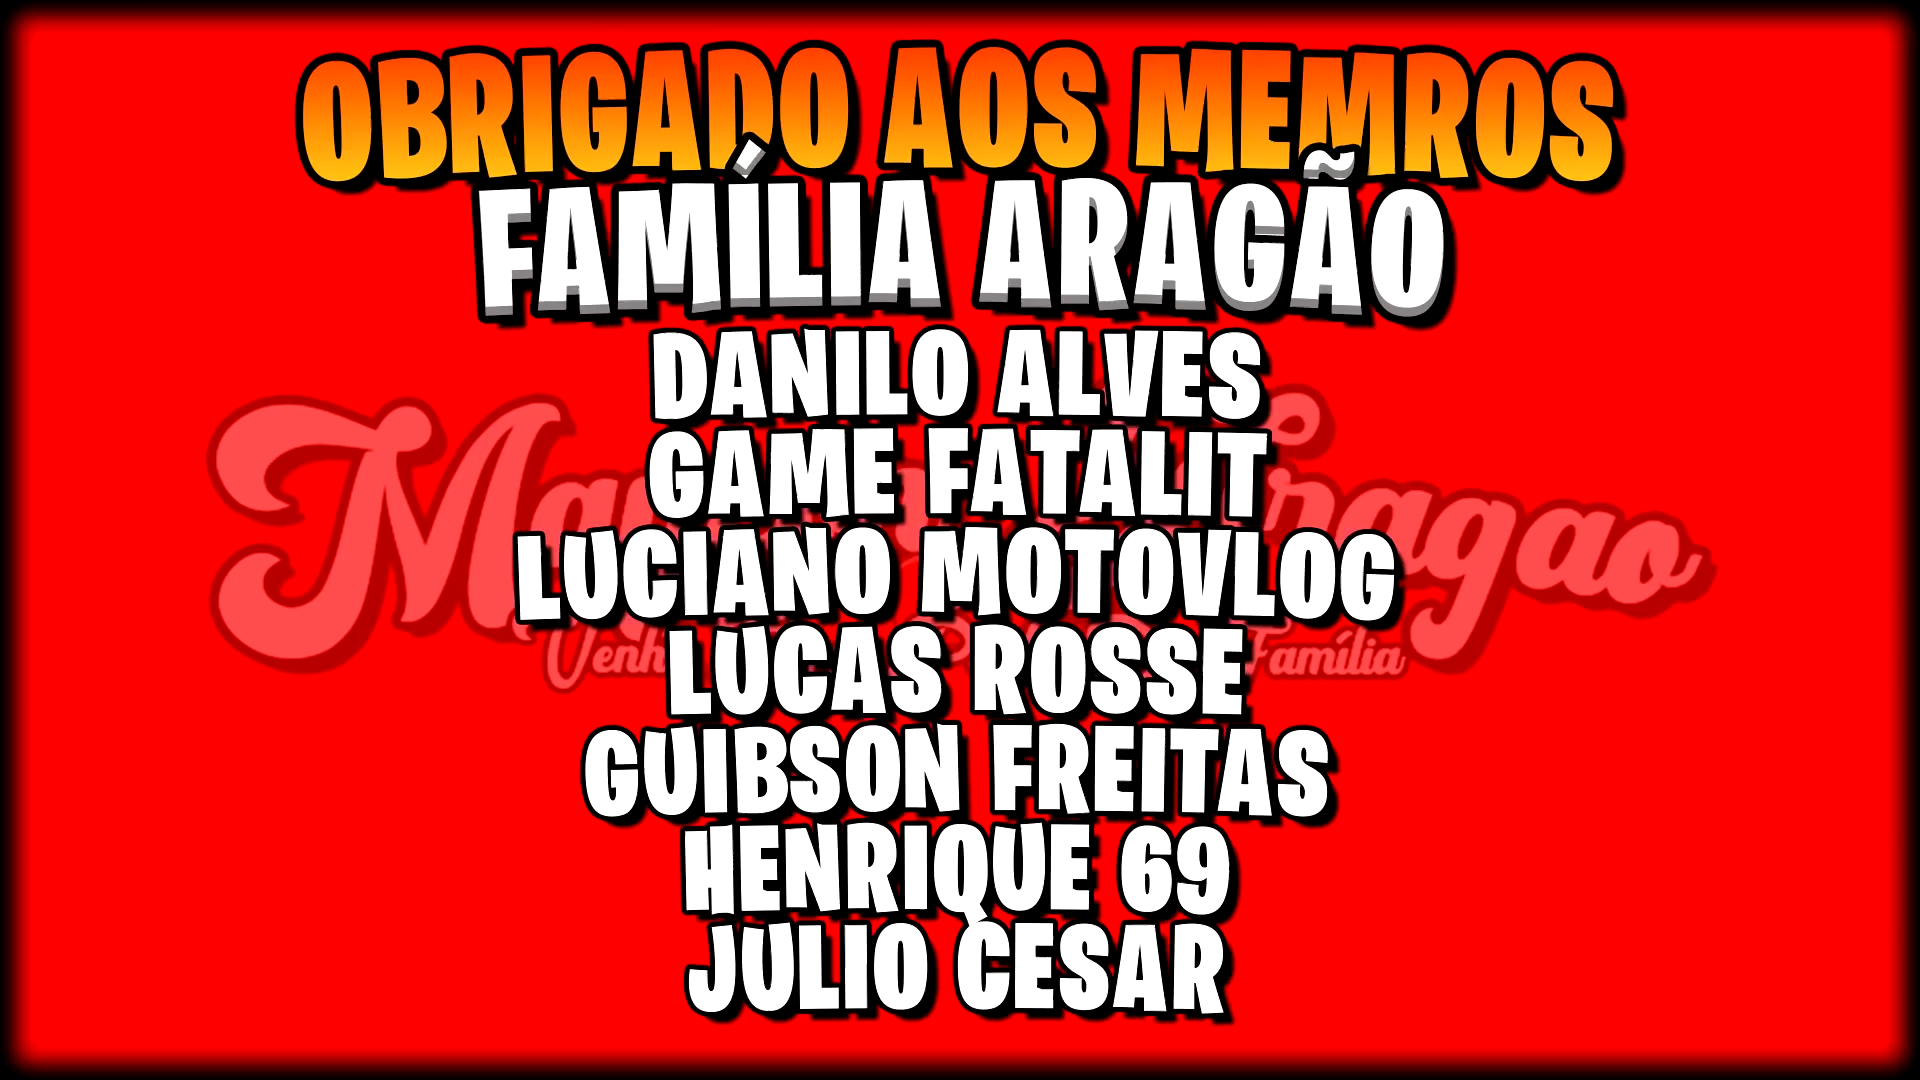 OBRIGADO AOS MEMROS
FAMÍLIA ARAGÃO
DANILO ALVES
GAME FATALIT
LUCIANO MOTOVLOG
LUCAS ROSSE
GUIBSON FREITAS
HENRIQUE 69
JULIO CESAR
Família